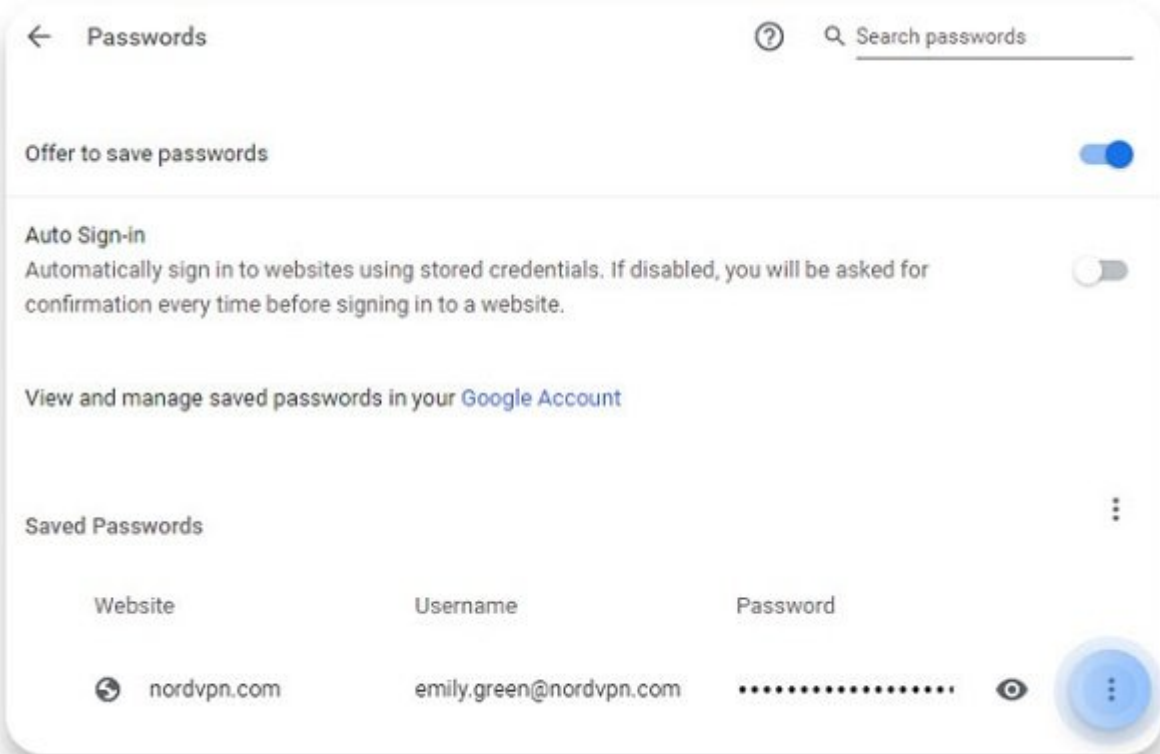 Passwords
Search passwords
Offer to save passwords
Auto Sign-in
Automatically sign in to websites using stored credentials. If disabled, you will be asked for
confirmation every time before signing in to a website.
View and manage saved passwords in your Google Account
Saved Passwords
Website Username Password
nordvpn.com emily.green@nordvpn.com